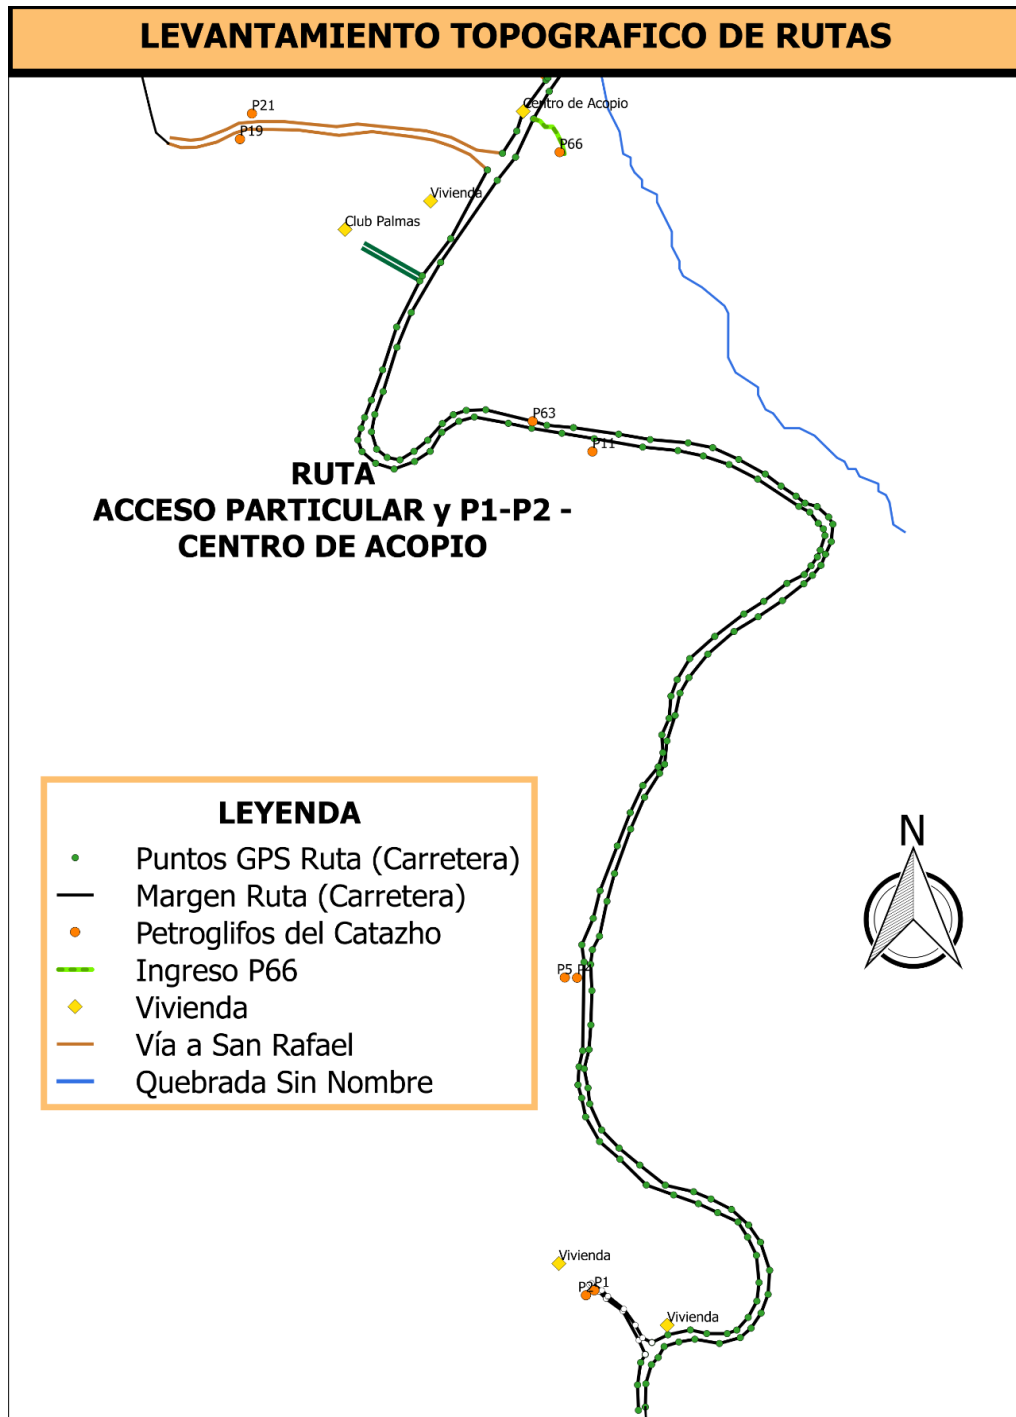 LEVANTAMIENTO TOPOGRAFICO DE RUTAS
Centro de Acopio
P21
P19
P66
Vivienda
Club Palmas
P63
P11
RUTA
ACCESO PARTICULAR y P1-P2 -
CENTRO DE ACOPIO
LEYENDA
Puntos GPS Ruta (Carretera)
Margen Ruta (Carretera)
Petroglifos del Catazho
Ingreso P66
Vivienda
Vía a San Rafael
Quebrada Sin Nombre
N
P5 P4
Vivienda
P1
P2
Vivienda